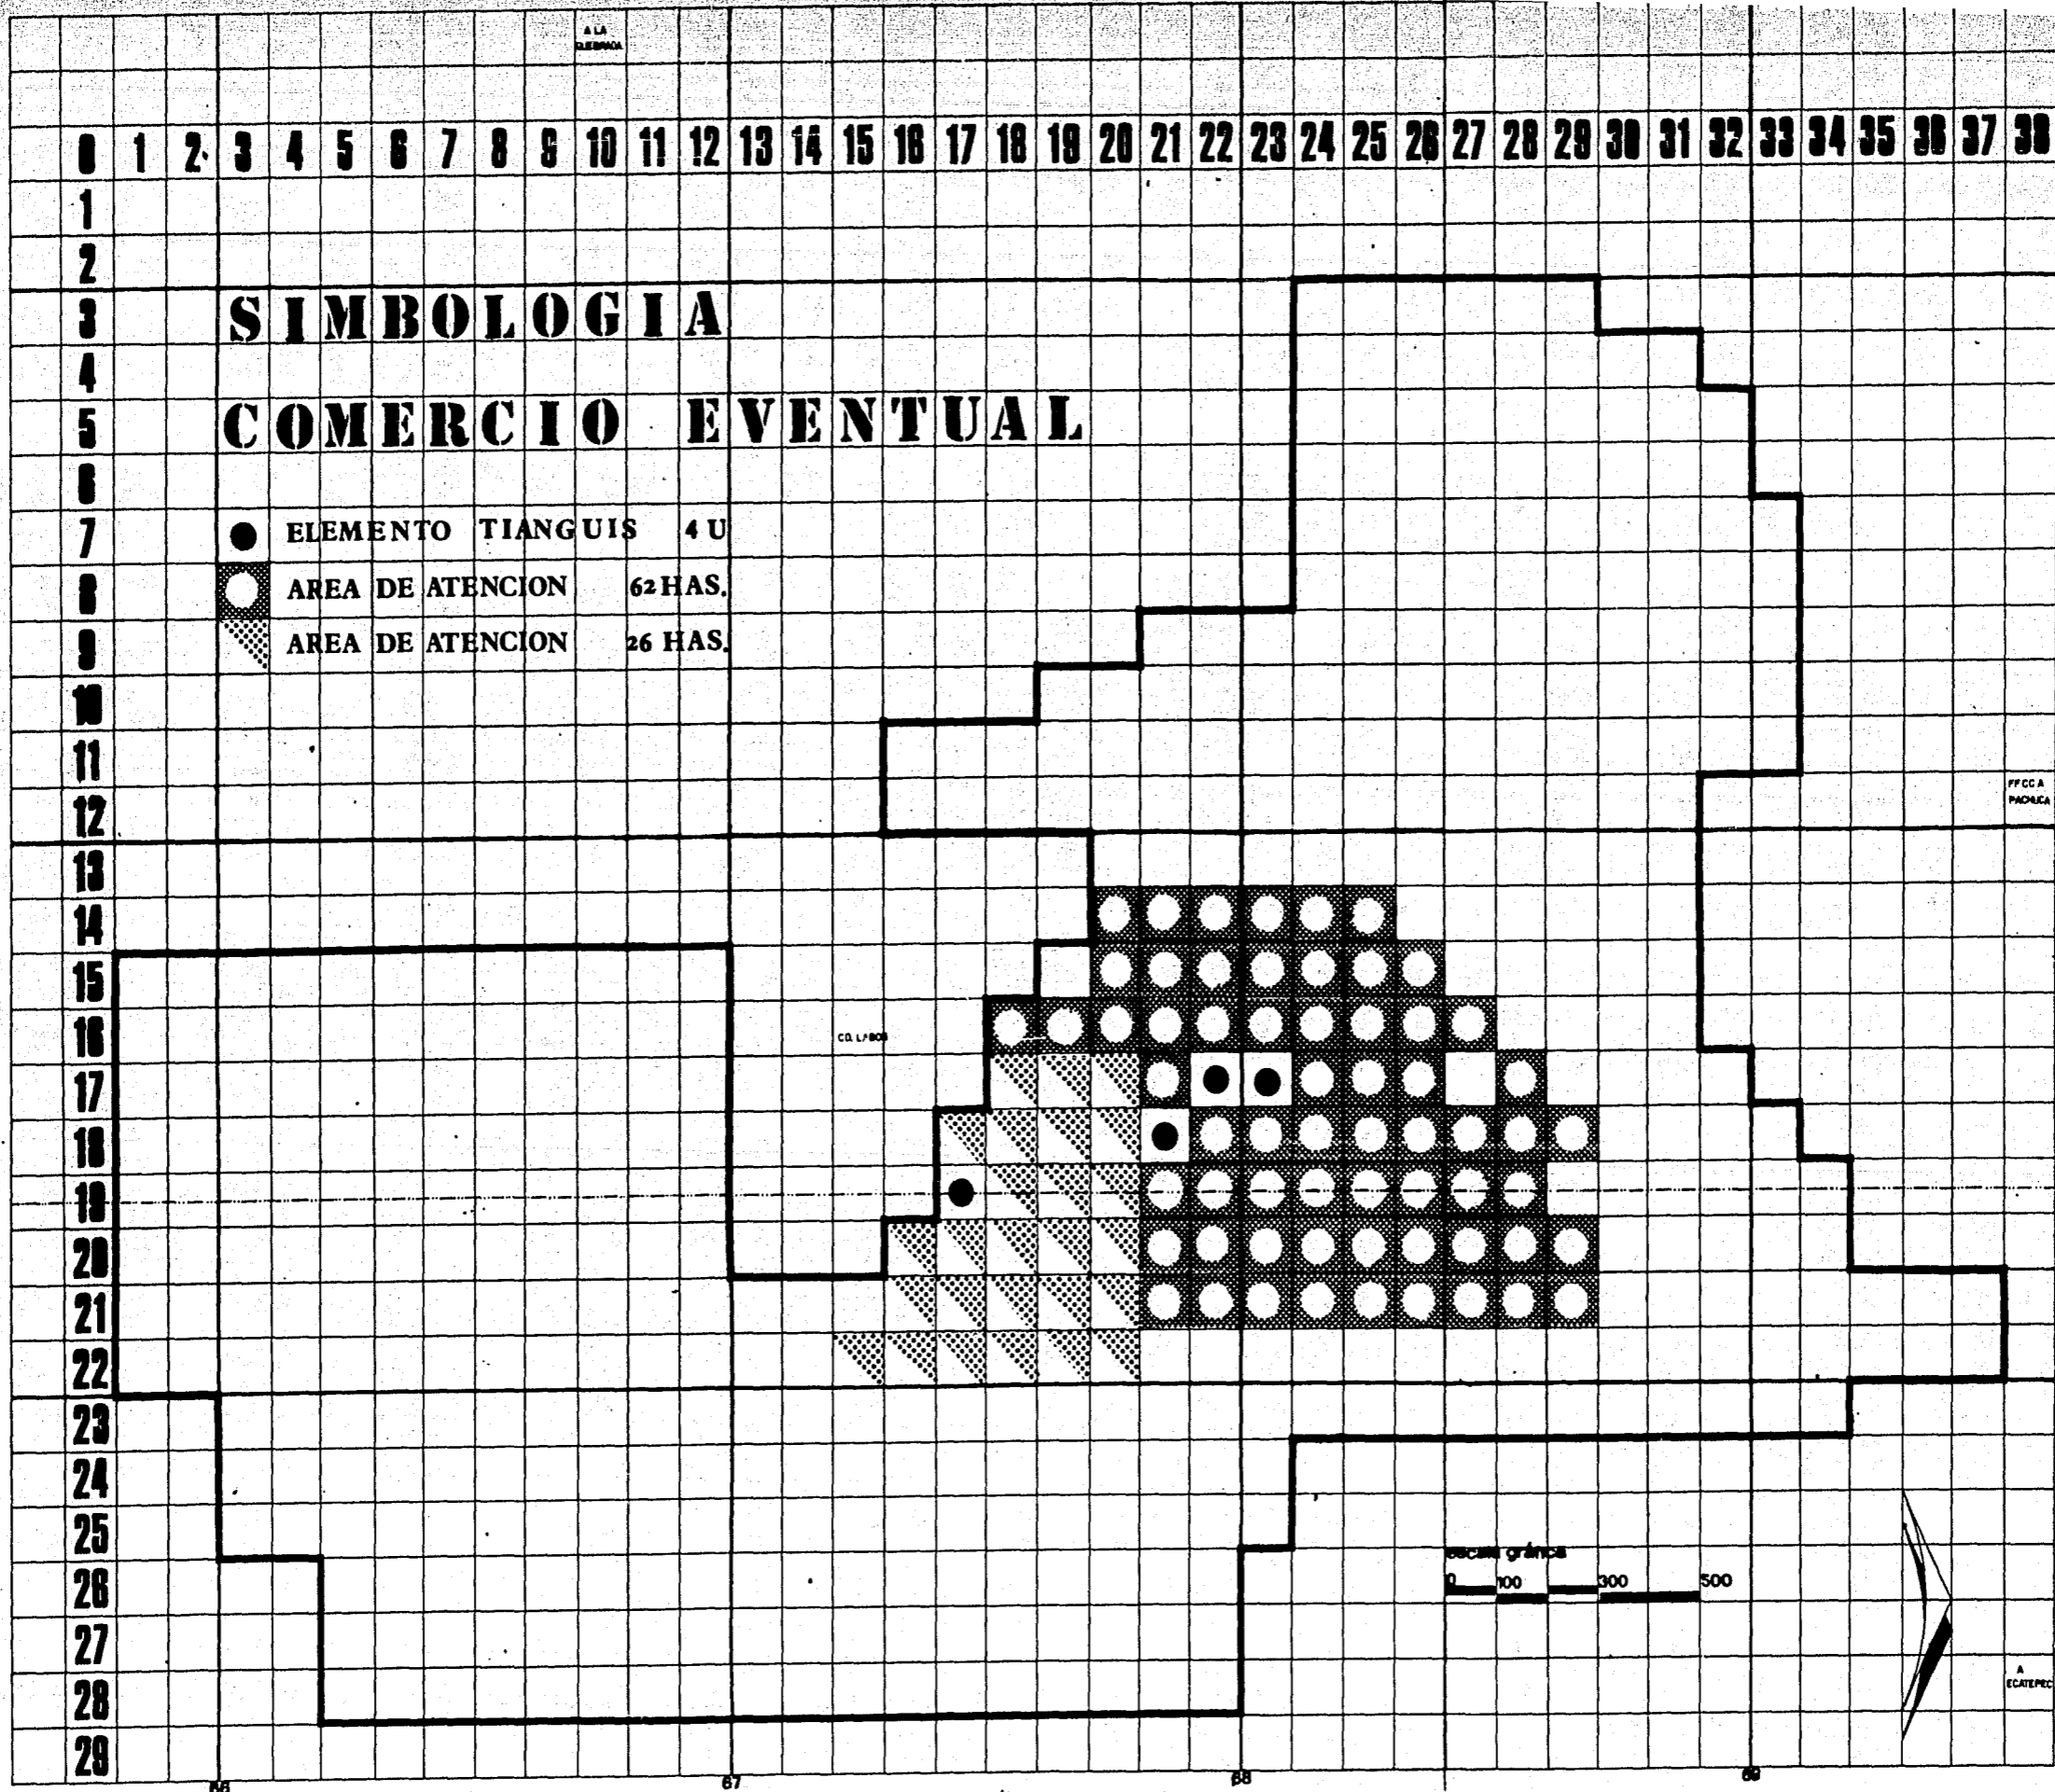 A LA
QUEBRADA
0 1 2 3 4 5 6 7 8 9 10 11 12 13 14 15 16 17 18 19 20 21 22 23 24 25 26 27 28 29 30 31 32 33 34 35 36 37 38
1
2
3 SIMBOLOGIA
4
5 COMERCIO EVENTUAL
6
7 ELEMENTO TIANGUIS 4 U
8 AREA DE ATENCION 62 HAS.
9 AREA DE ATENCION 26 HAS.
10
11
FFCC A
12 PACHUCA
13
14
15
16 CD. LABOR
17
18
19
20
21
22
23
24
25
escala gráfica
26 0 100 300 500
27
A
28 ECATEPEC
29
66 67 68 69